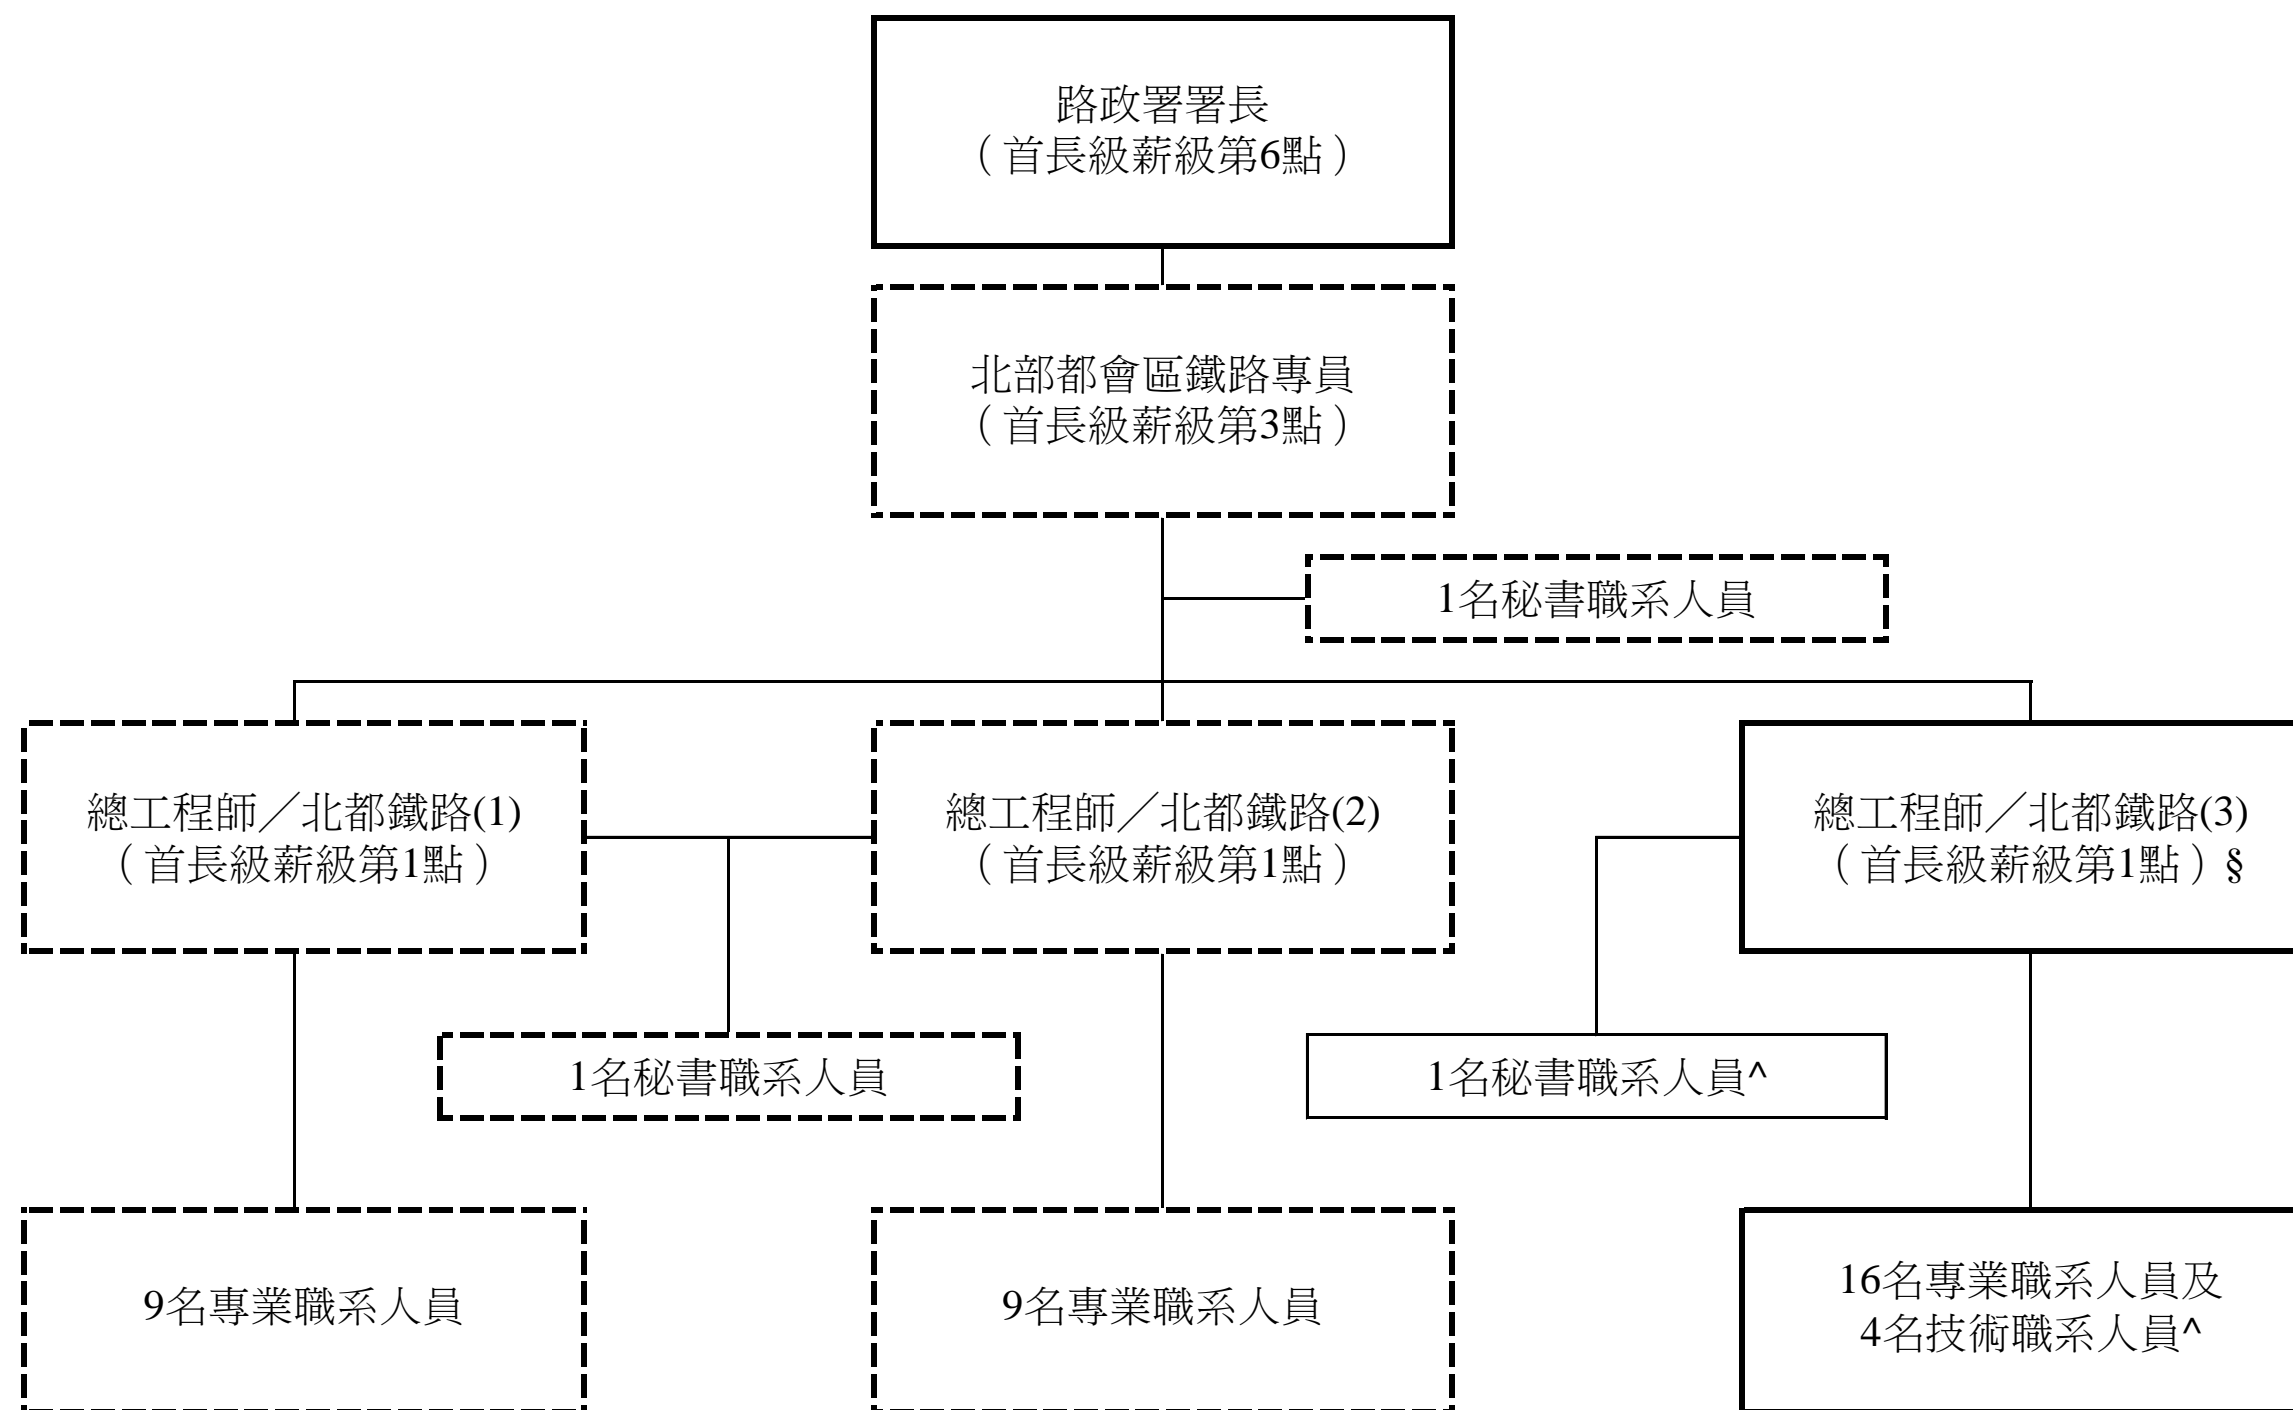 路政署署長
（首長級薪級第6點）
北部都會區鐵路專員
（首長級薪級第3點）
1名秘書職系人員
總工程師／北都鐵路(1)
（首長級薪級第1點）
總工程師／北都鐵路(2)
（首長級薪級第1點）
總工程師／北都鐵路(3)
（首長級薪級第1點）§
1名秘書職系人員
1名秘書職系人員^
9名專業職系人員
9名專業職系人員
16名專業職系人員及
4名技術職系人員^